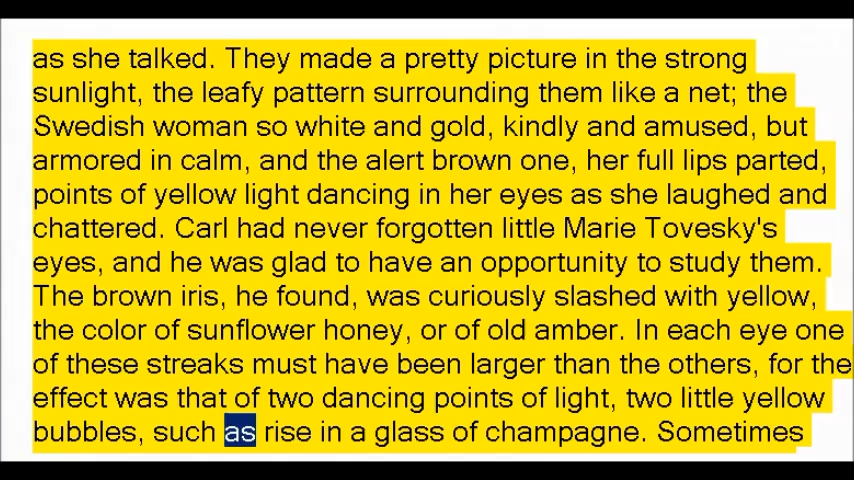 as she talked. They made a pretty picture in the strong
sunlight, the leafy pattern surrounding them like a net; the
Swedish woman so white and gold, kindly and amused, but
armored in calm, and the alert brown one, her full lips parted,
points of yellow light dancing in her eyes as she laughed and
chattered. Carl had never forgotten little Marie Tovesky's
eyes, and he was glad to have an opportunity to study them.
The brown iris, he found, was curiously slashed with yellow,
the color of sunflower honey, or of old amber. In each eye one
of these streaks must have been larger than the others, for the
effect was that of two dancing points of light, two little yellow
bubbles, such as rise in a glass of champagne. Sometimes